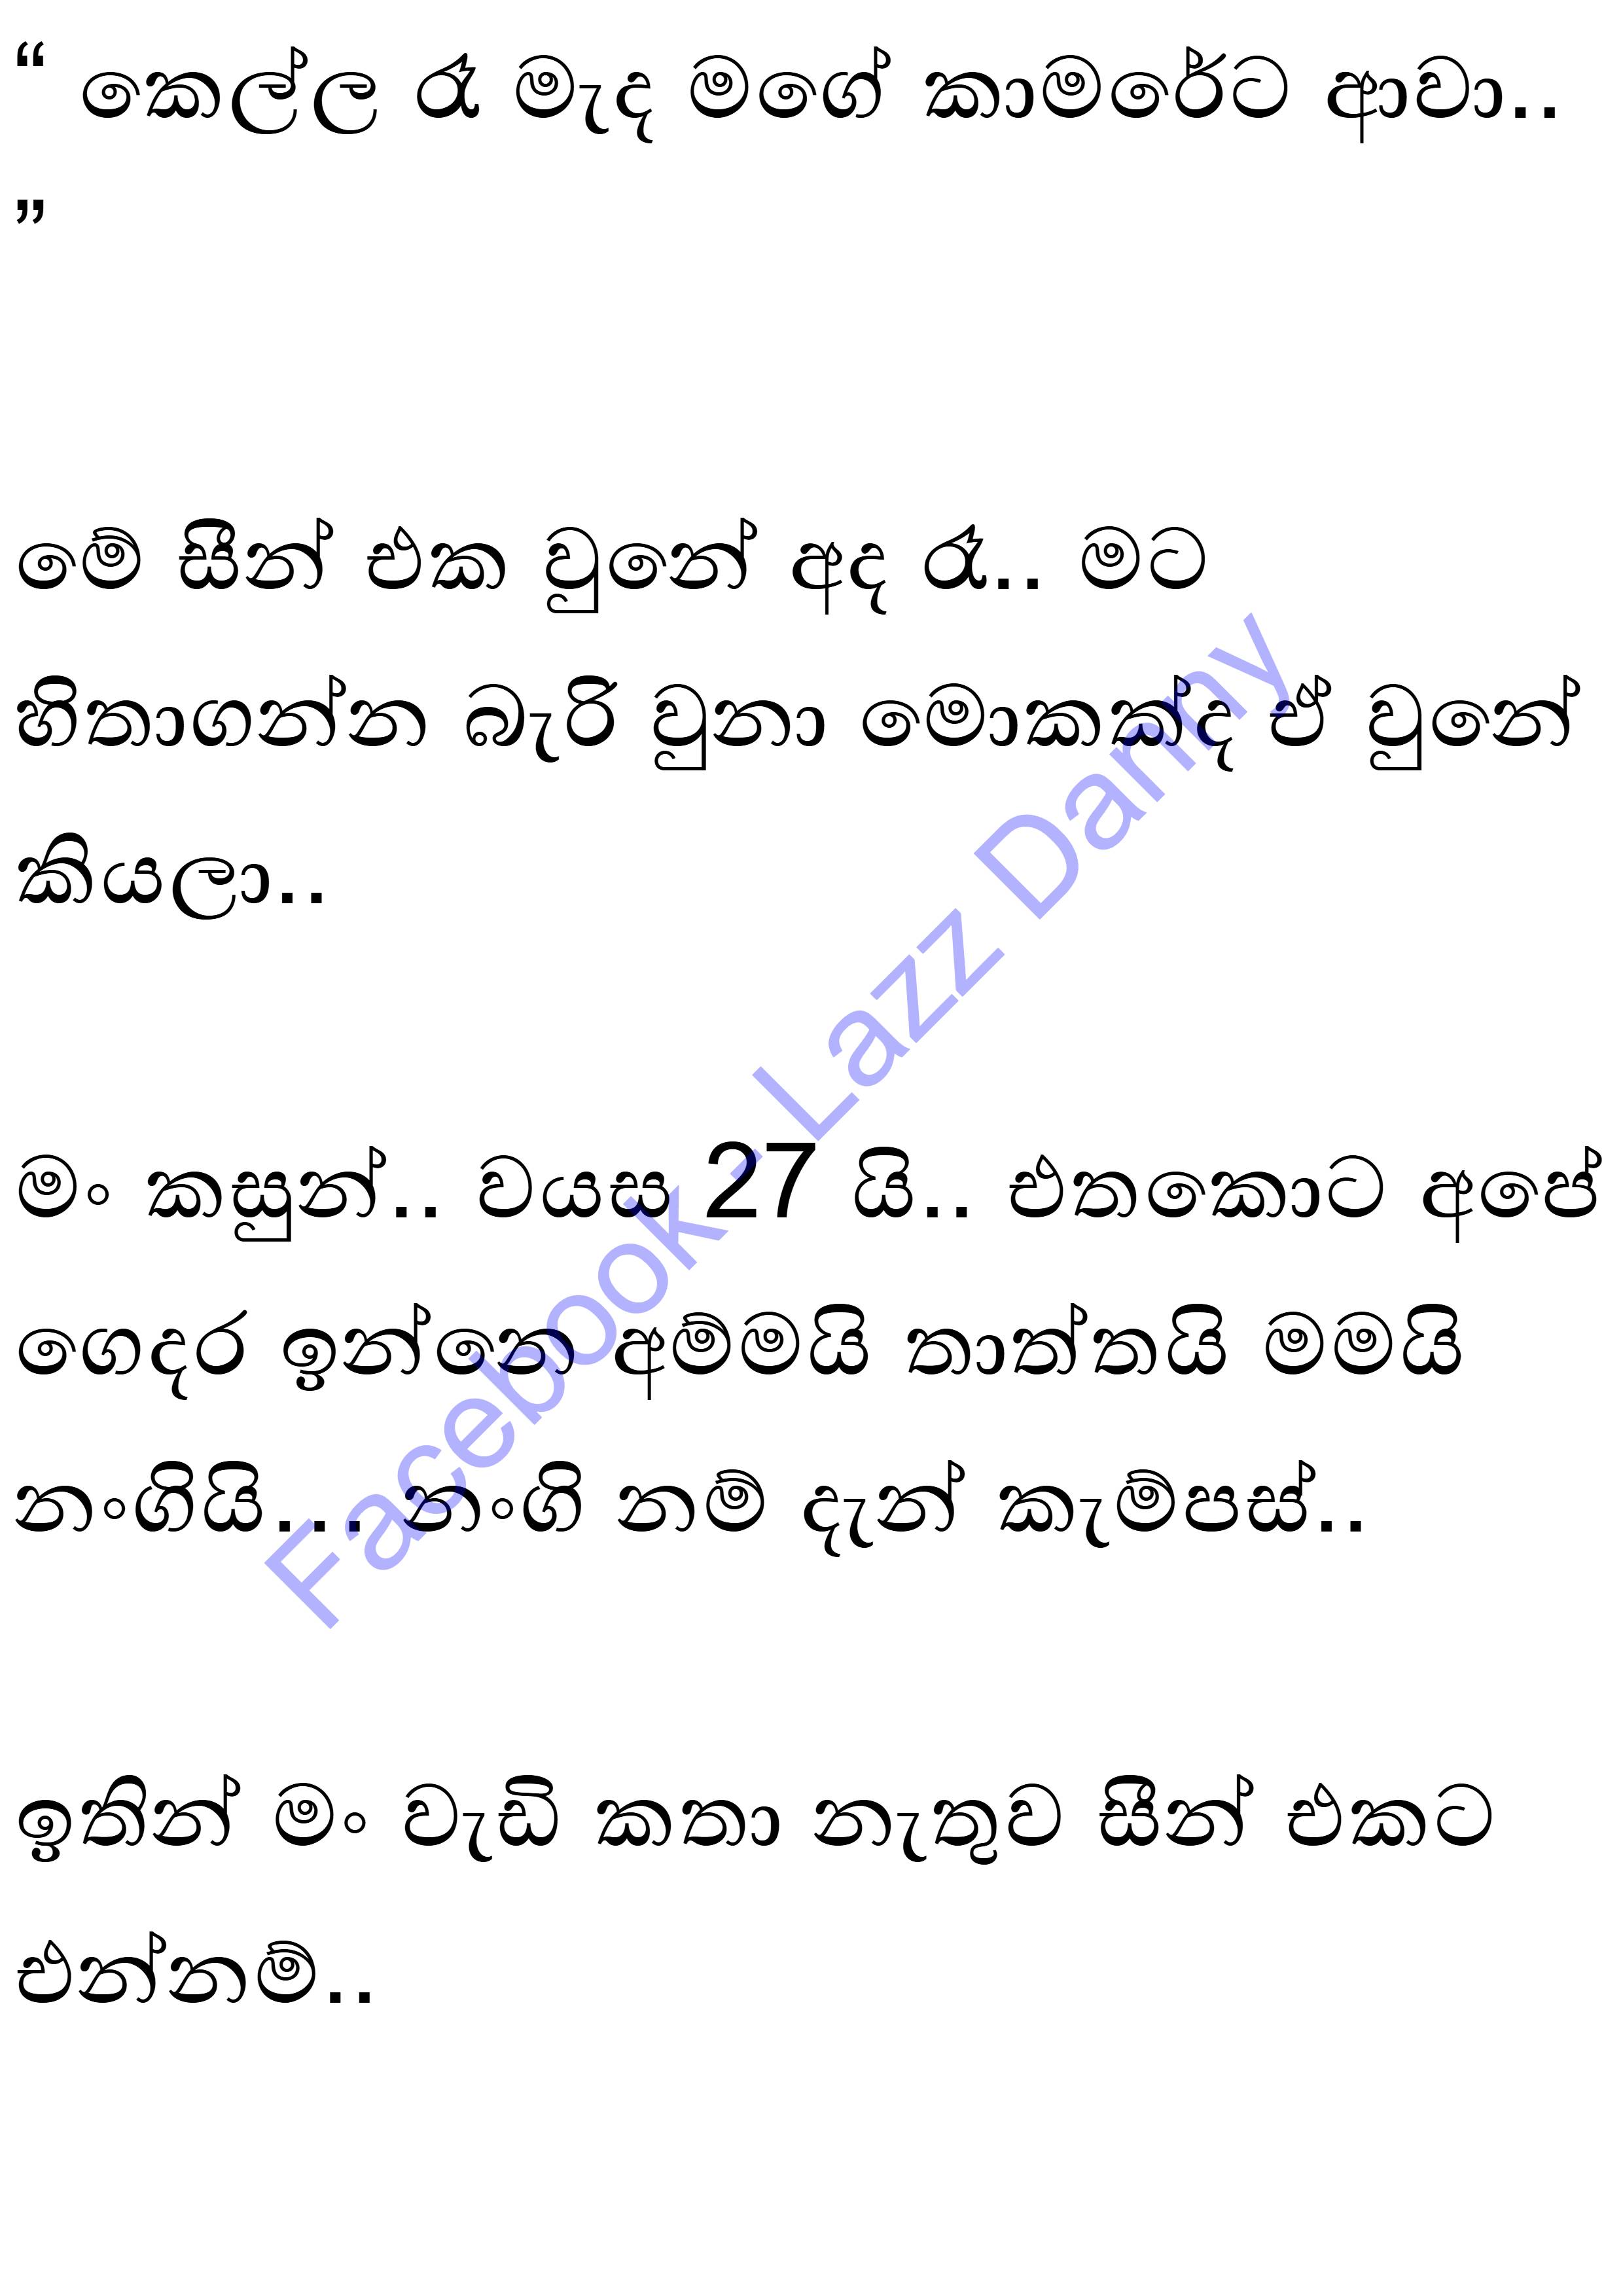 “ කෙල්ල රෑ මැද මගේ කාමරේට ආවා..
”
මේ සීන් එක වුනේ අද රෑ.. මට
හිතාගන්න බැරි වුනා මොකක්ද ඒ වුනේ
කියලා..
මං කසුන්.. වයස 27 යි.. එතකොට අපේ
ගෙදර ඉන්නෙ අම්මයි තාත්තයි මමයි
නංගියි... නංගි නම් දැන් කැම්පස්..
ඉතින් මං වැඩි කතා නැතුව සීන් එකට
එන්නම්..
Facebook - Lazz Danny